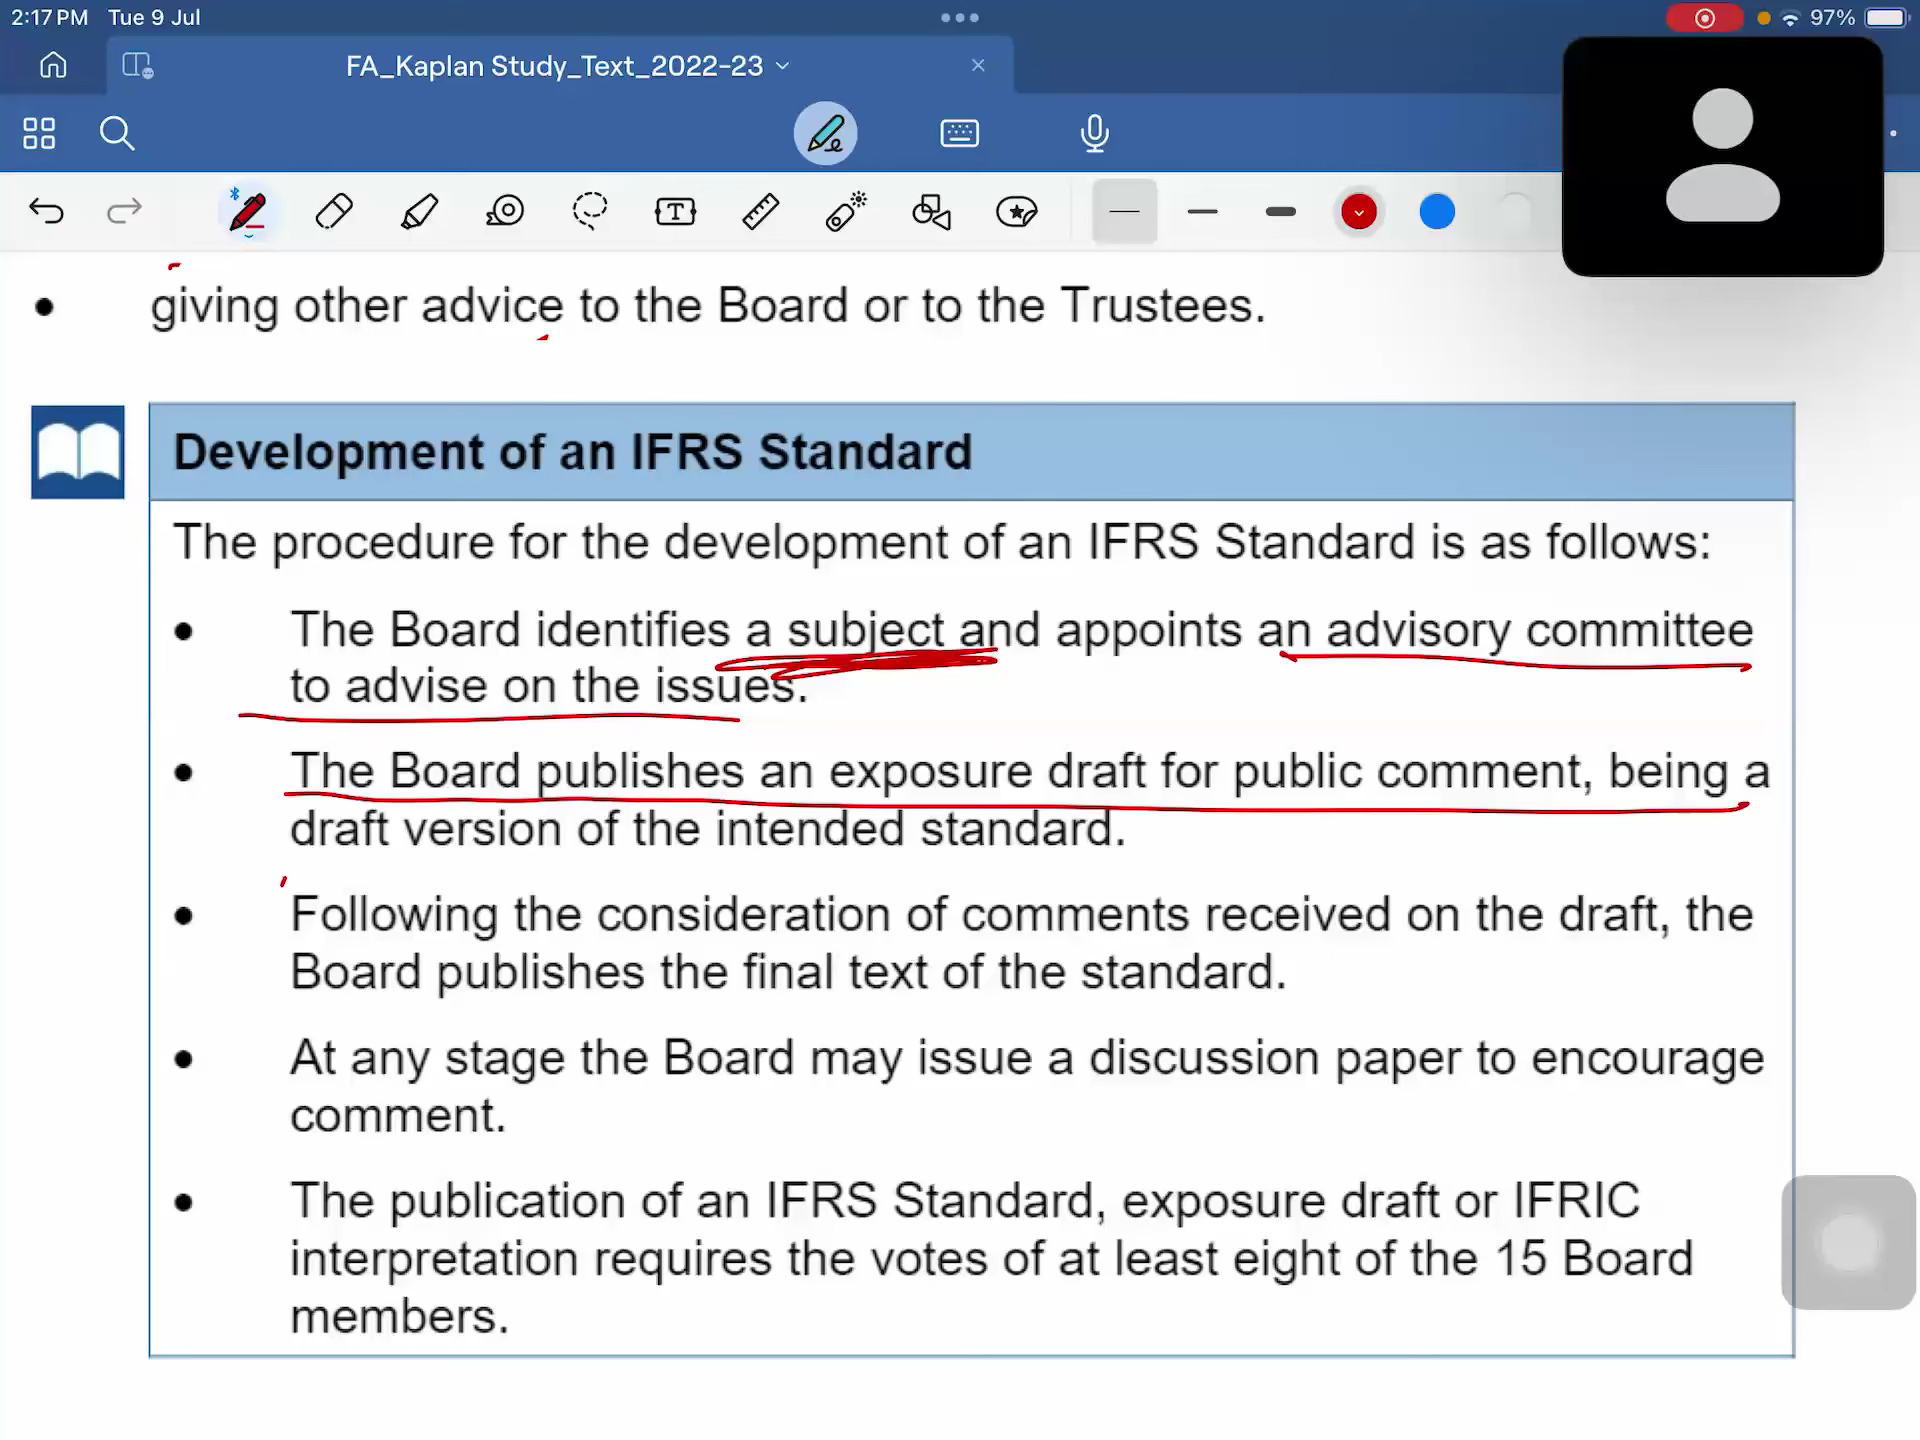 2:17 PM Tue 9 Jul
97%
FA_Kaplan Study_Text_2022-23
• giving other advice to the Board or to the Trustees.
Development of an IFRS Standard
The procedure for the development of an IFRS Standard is as follows:
• The Board identifies a subject and appoints an advisory committee
to advise on the issues.
• The Board publishes an exposure draft for public comment, being a
draft version of the intended standard.
• Following the consideration of comments received on the draft, the
Board publishes the final text of the standard.
• At any stage the Board may issue a discussion paper to encourage
comment.
• The publication of an IFRS Standard, exposure draft or IFRIC
interpretation requires the votes of at least eight of the 15 Board
members.